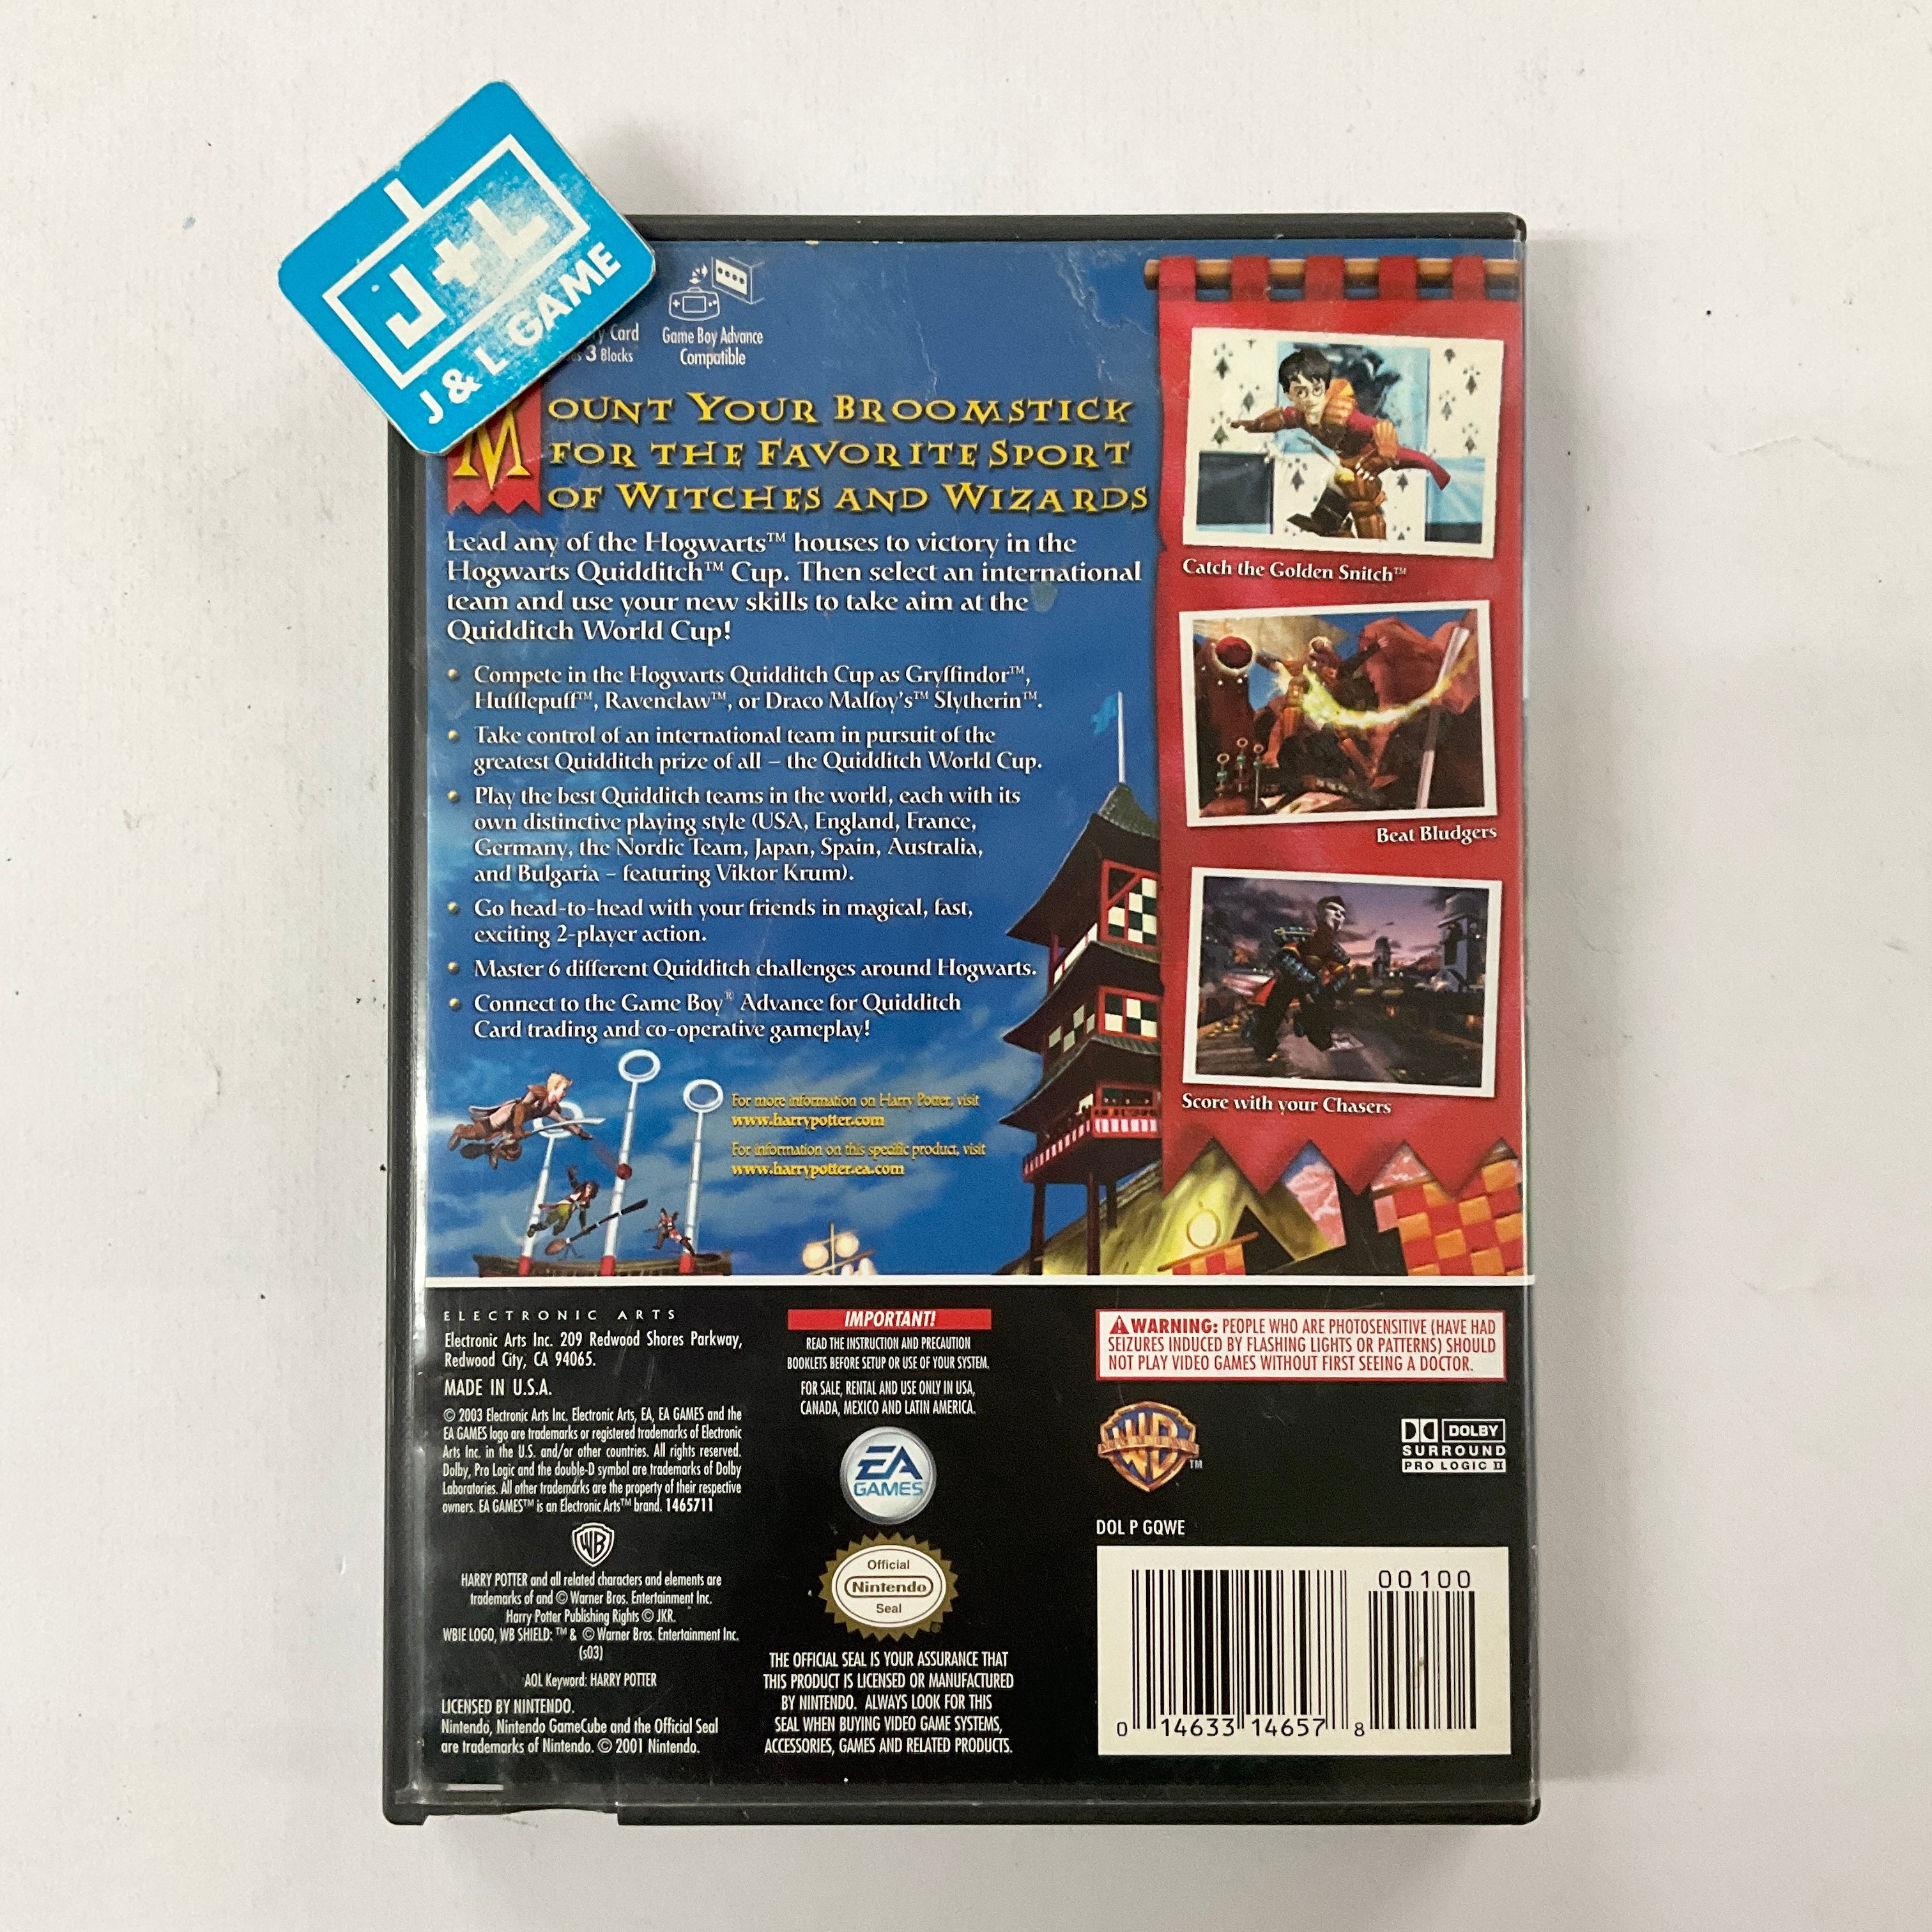 J+L
J & L GAME
Card
3 Blocks
Game Boy Advance
Compatible
MOUNT YOUR BROOMSTICK
FOR THE FAVORITE SPORT
OF WITCHES AND WIZARDS
Lead any of the Hogwarts™ houses to victory in the
Hogwarts Quidditch™ Cup. Then select an international
team and use your new skills to take aim at the
Quidditch World Cup!
• Compete in the Hogwarts Quidditch Cup as Gryffindor™,
Hufflepuff™, Ravenclaw™, or Draco Malfoy's™ Slytherin™.
• Take control of an international team in pursuit of the
greatest Quidditch prize of all – the Quidditch World Cup.
• Play the best Quidditch teams in the world, each with its
own distinctive playing style (USA, England, France,
Germany, the Nordic Team, Japan, Spain, Australia,
and Bulgaria – featuring Viktor Krum).
• Go head-to-head with your friends in magical, fast,
exciting 2-player action.
• Master 6 different Quidditch challenges around Hogwarts.
• Connect to the Game Boy® Advance for Quidditch
Card trading and co-operative gameplay!
For more information on Harry Potter, visit
www.harrypotter.com
For information on this specific product, visit
www.harrypotter.ea.com
Catch the Golden Snitch™
Beat Bludgers
Score with your Chasers
ELECTRONIC ARTS
Electronic Arts Inc. 209 Redwood Shores Parkway,
Redwood City, CA 94065.
MADE IN U.S.A.
© 2003 Electronic Arts Inc. Electronic Arts, EA, EA GAMES and the
EA GAMES logo are trademarks or registered trademarks of Electronic
Arts Inc. in the U.S. and/or other countries. All rights reserved.
Dolby, Pro Logic and the double-D symbol are trademarks of Dolby
Laboratories. All other trademarks are the property of their respective
owners. EA GAMES™ is an Electronic Arts™ brand. 1465711
WB
HARRY POTTER and all related characters and elements are
trademarks of and © Warner Bros. Entertainment Inc.
Harry Potter Publishing Rights © JKR.
WBIE LOGO, WB SHIELD: ™ & © Warner Bros. Entertainment Inc.
(s03)
AOL Keyword: HARRY POTTER
LICENSED BY NINTENDO.
Nintendo, Nintendo GameCube and the Official Seal
are trademarks of Nintendo. © 2001 Nintendo.
IMPORTANT!
READ THE INSTRUCTION AND PRECAUTION
BOOKLETS BEFORE SETUP OR USE OF YOUR SYSTEM.
FOR SALE, RENTAL AND USE ONLY IN USA,
CANADA, MEXICO AND LATIN AMERICA.
EA
GAMES
Official
Nintendo
Seal
THE OFFICIAL SEAL IS YOUR ASSURANCE THAT
THIS PRODUCT IS LICENSED OR MANUFACTURED
BY NINTENDO. ALWAYS LOOK FOR THIS
SEAL WHEN BUYING VIDEO GAME SYSTEMS,
ACCESSORIES, GAMES AND RELATED PRODUCTS.
WARNING: PEOPLE WHO ARE PHOTOSENSITIVE (HAVE HAD
SEIZURES INDUCED BY FLASHING LIGHTS OR PATTERNS) SHOULD
NOT PLAY VIDEO GAMES WITHOUT FIRST SEEING A DOCTOR.
WB ™
DOLBY
SURROUND
PRO LOGIC II
DOL P GQWE
00100
0 14633 14657 8